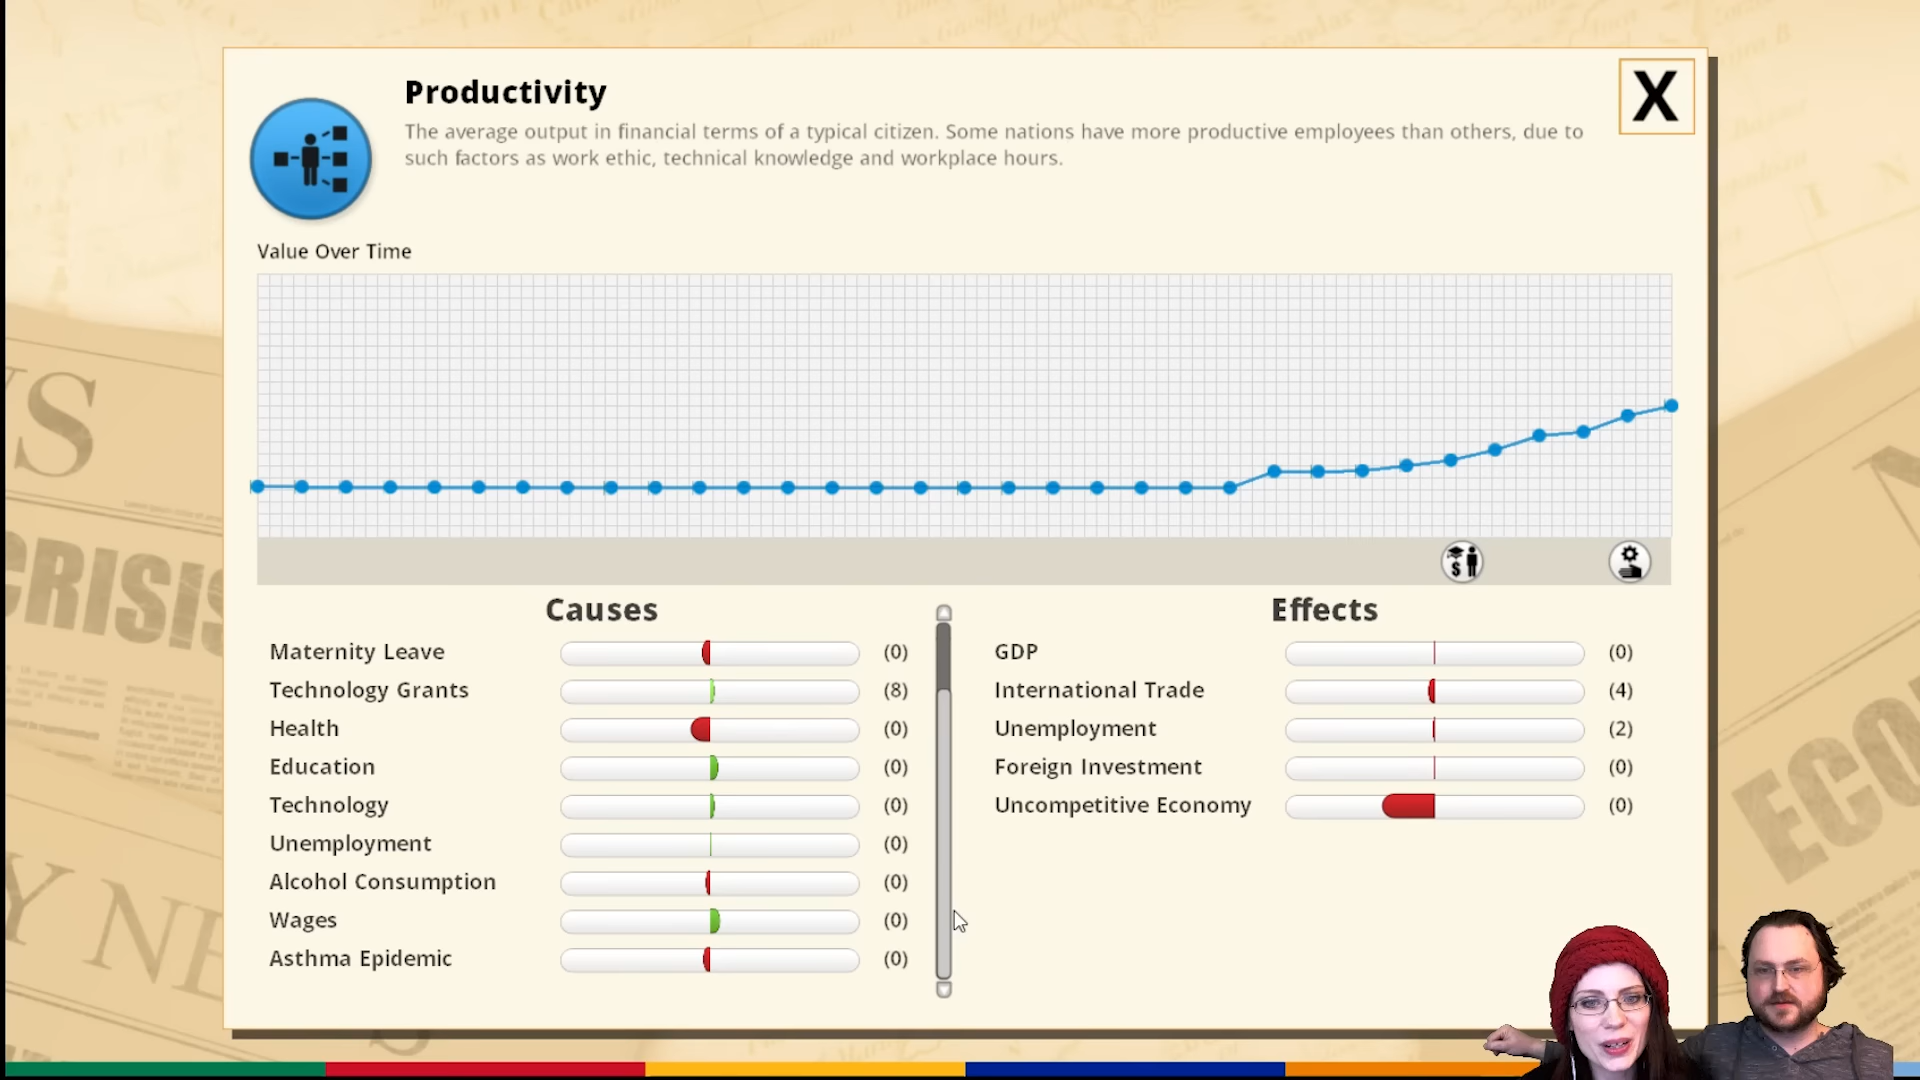 Productivity
X
The average output in financial terms of a typical citizen. Some nations have more productive employees than others, due to
such factors as work ethic, technical knowledge and workplace hours.
Value Over Time
Causes
Maternity Leave (0)
Technology Grants (8)
Health (0)
Education (0)
Technology (0)
Unemployment (0)
Alcohol Consumption (0)
Wages (0)
Asthma Epidemic (0)
Effects
GDP (0)
International Trade (4)
Unemployment (2)
Foreign Investment (0)
Uncompetitive Economy (0)
CRISIS
ECO